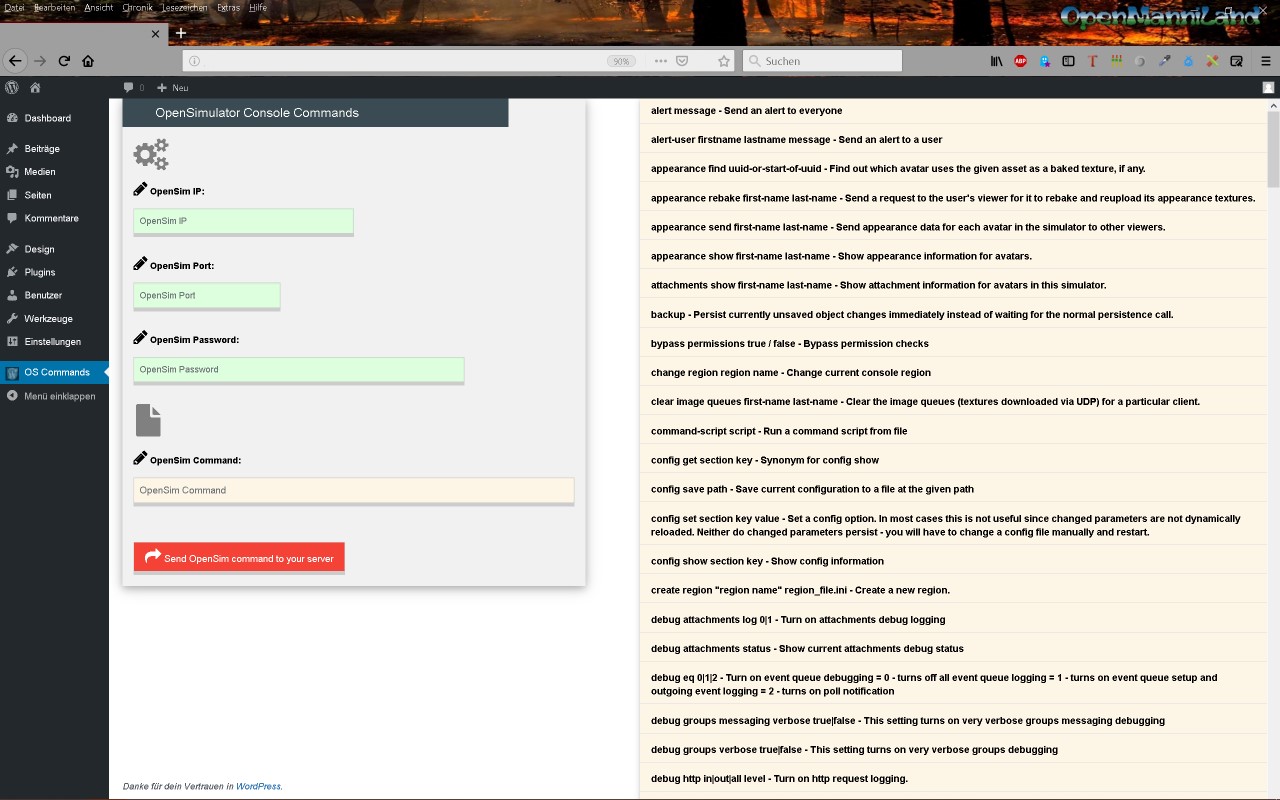 Datei Bearbeiten Ansicht Chronik Lesezeichen Extras Hilfe
OpenManniLand
90%
Suchen
ABP
0 Neu
Dashboard
Beiträge
Medien
Seiten
Kommentare
Design
Plugins
Benutzer
Werkzeuge
Einstellungen
OS Commands
Menü einklappen
OpenSimulator Console Commands
OpenSim IP:
OpenSim IP
OpenSim Port:
OpenSim Port
OpenSim Password:
OpenSim Password
OpenSim Command:
OpenSim Command
Send OpenSim command to your server
Danke für dein Vertrauen in WordPress.
alert message - Send an alert to everyone
alert-user firstname lastname message - Send an alert to a user
appearance find uuid-or-start-of-uuid - Find out which avatar uses the given asset as a baked texture, if any.
appearance rebake first-name last-name - Send a request to the user's viewer for it to rebake and reupload its appearance textures.
appearance send first-name last-name - Send appearance data for each avatar in the simulator to other viewers.
appearance show first-name last-name - Show appearance information for avatars.
attachments show first-name last-name - Show attachment information for avatars in this simulator.
backup - Persist currently unsaved object changes immediately instead of waiting for the normal persistence call.
bypass permissions true / false - Bypass permission checks
change region region name - Change current console region
clear image queues first-name last-name - Clear the image queues (textures downloaded via UDP) for a particular client.
command-script script - Run a command script from file
config get section key - Synonym for config show
config save path - Save current configuration to a file at the given path
config set section key value - Set a config option. In most cases this is not useful since changed parameters are not dynamically
reloaded. Neither do changed parameters persist - you will have to change a config file manually and restart.
config show section key - Show config information
create region "region name" region_file.ini - Create a new region.
debug attachments log 0|1 - Turn on attachments debug logging
debug attachments status - Show current attachments debug status
debug eq 0|1|2 - Turn on event queue debugging = 0 - turns off all event queue logging = 1 - turns on event queue setup and
outgoing event logging = 2 - turns on poll notification
debug groups messaging verbose true|false - This setting turns on very verbose groups messaging debugging
debug groups verbose true|false - This setting turns on very verbose groups debugging
debug http in|out|all level - Turn on http request logging.